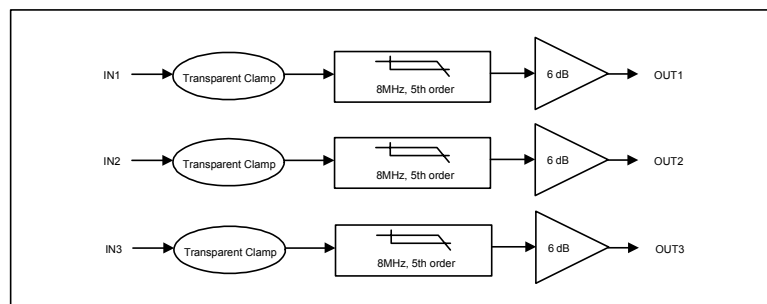 IN1 Transparent Clamp 8MHz, 5th order 6 dB OUT1
IN2 Transparent Clamp 8MHz, 5th order 6 dB OUT2
IN3 Transparent Clamp 8MHz, 5th order 6 dB OUT3